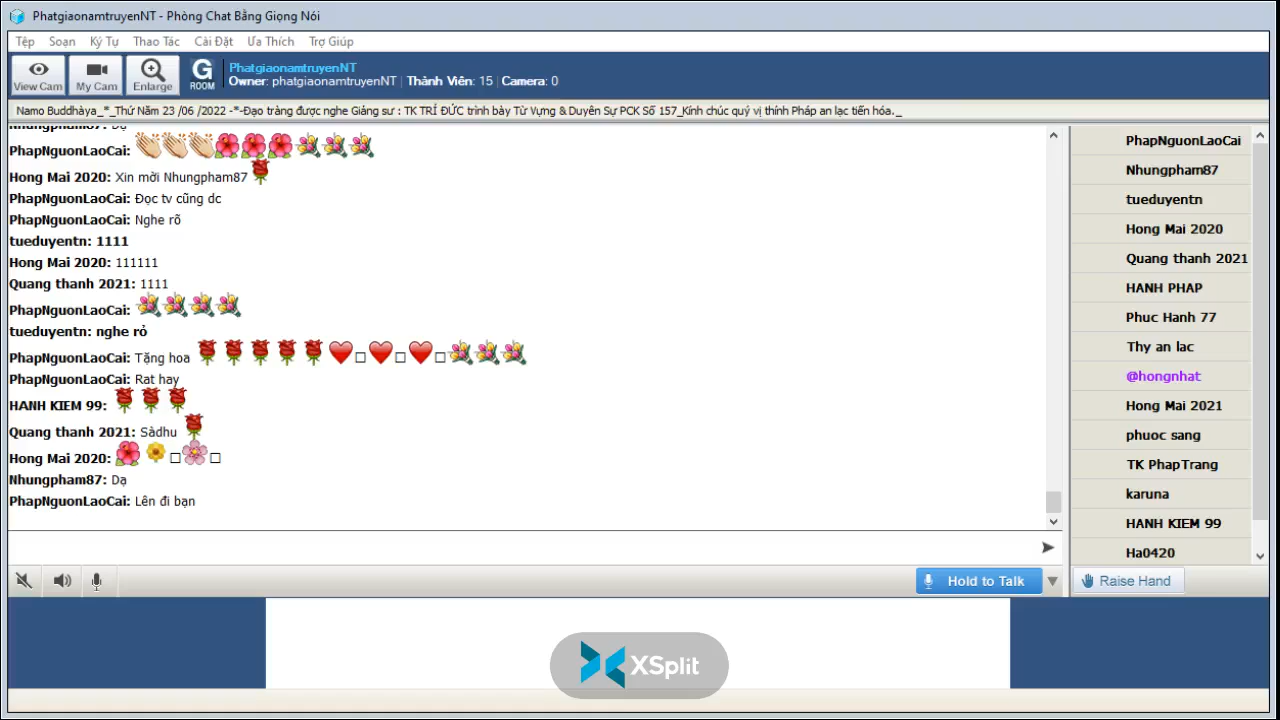 PhatgiaonamtruyenNT - Phòng Chat Bằng Giọng Nói
Tệp Soạn Ký Tự Thao Tác Cài Đặt Ưa Thích Trợ Giúp
View Cam My Cam Enlarge G ROOM
PhatgiaonamtruyenNT
Owner: phatgiaonamtruyenNT | Thành Viên: 15 | Camera: 0
Namo Buddhàya_*_Thứ Năm 23 /06 /2022 -*-Đạo tràng được nghe Giảng sư : TK TRÍ ĐỨC trình bày Từ Vựng & Duyên Sự PCK Số 157_Kính chúc quý vị thính Pháp an lạc tiến hóa._
Nhungpham87: Dạ
PhapNguonLaoCai:
Hong Mai 2020: Xin mời Nhungpham87
PhapNguonLaoCai: Đọc tv cũng dc
PhapNguonLaoCai: Nghe rõ
tueduyentn: 1111
Hong Mai 2020: 111111
Quang thanh 2021: 1111
PhapNguonLaoCai:
tueduyentn: nghe rỏ
PhapNguonLaoCai: Tặng hoa
PhapNguonLaoCai: Rat hay
HANH KIEM 99:
Quang thanh 2021: Sàdhu
Hong Mai 2020:
Nhungpham87: Dạ
PhapNguonLaoCai: Lên đi bạn
PhapNguonLaoCai
Nhungpham87
tueduyentn
Hong Mai 2020
Quang thanh 2021
HANH PHAP
Phuc Hanh 77
Thy an lac
@hongnhat
Hong Mai 2021
phuoc sang
TK PhapTrang
karuna
HANH KIEM 99
Ha0420
Hold to Talk
Raise Hand
XSplit